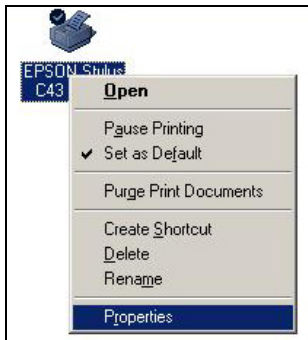 EPSON Stylus
C43
Open
Pause Printing
Set as Default
Purge Print Documents
Create Shortcut
Delete
Rename
Properties